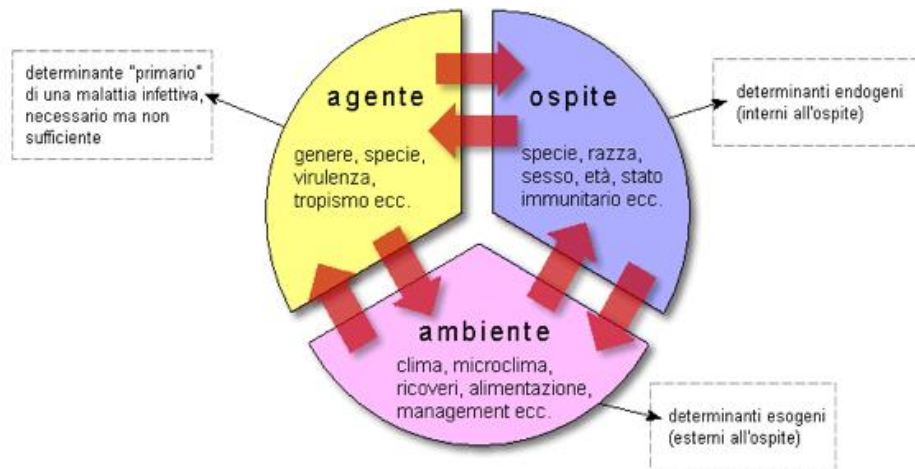 determinante "primario"
di una malattia infettiva,
necessario ma non
sufficiente
agente
genere, specie,
virulenza,
tropismo ecc.
ospite
specie, razza,
sesso, età, stato
immunitario ecc.
determinanti endogeni
(interni all'ospite)
ambiente
clima, microclima,
ricoveri, alimentazione,
management ecc.
determinanti esogeni
(esterni all'ospite)